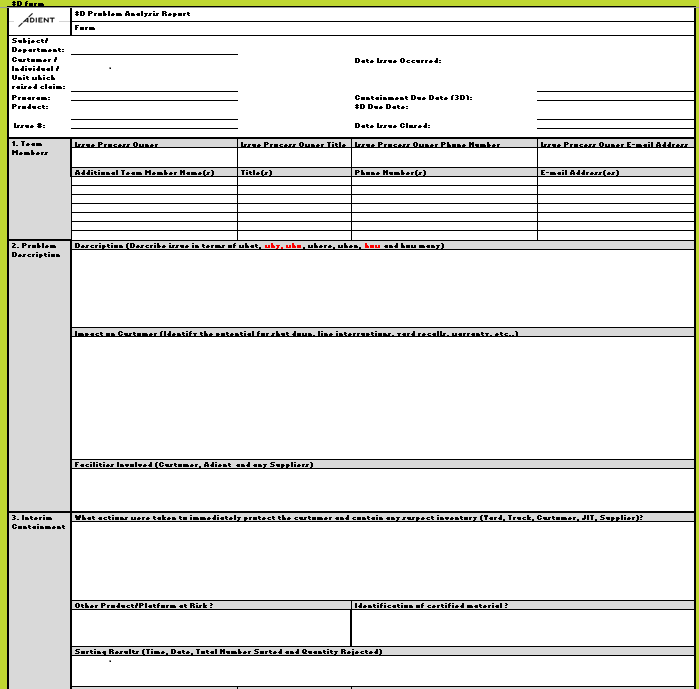 8D form
ADIENT
8D Problem Analysis Report
Form
Subject/
Department:
Customer /
Individual /
Unit which
raised claim:
Date Issue Occurred:
Program:
Containment Due Date (3D):
Product:
8D Due Date:
Issue #:
Date Issue Closed:
1. Team
Members
Issue Process Owner
Issue Process Owner Title
Issue Process Owner Phone Number
Issue Process Owner E-mail Address
Additional Team Member Name(s)
Title(s)
Phone Number(s)
E-mail Address(es)
2. Problem
Description
Description (Describe issue in terms of what, why, who, where, when, how and how many)
Impact on Customer (Identify the potential for shut down, line interruptions, yard recalls, warranty, etc..)
Facilities Involved (Customer, Adient and any Suppliers)
3. Interim
Containment
What actions were taken to immediately protect the customer and contain any suspect inventory (Yard, Truck, Customer, JIT, Supplier)?
Other Product/Platform at Risk ?
Identification of certified material ?
Sorting Results (Time, Date, Total Number Sorted and Quantity Rejected)